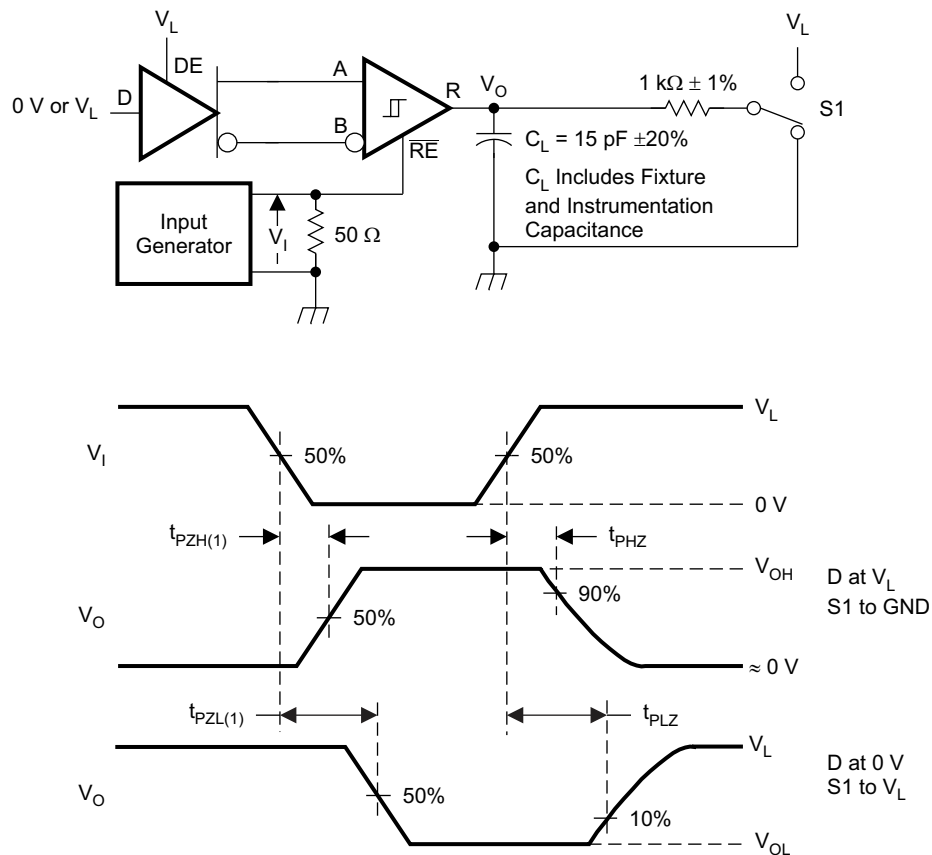 V_L
V_L
DE
D
0 V or V_L
A
B
R
RE
V_O
1 kΩ ± 1%
S1
C_L = 15 pF ±20%
C_L Includes Fixture
and Instrumentation
Capacitance
Input
Generator
V_I
50 Ω
V_I
50%
50%
V_L
0 V
t_PZH(1)
t_PHZ
V_O
50%
90%
V_OH
≈ 0 V
D at V_L
S1 to GND
t_PZL(1)
t_PLZ
V_O
50%
10%
V_L
V_OL
D at 0 V
S1 to V_L